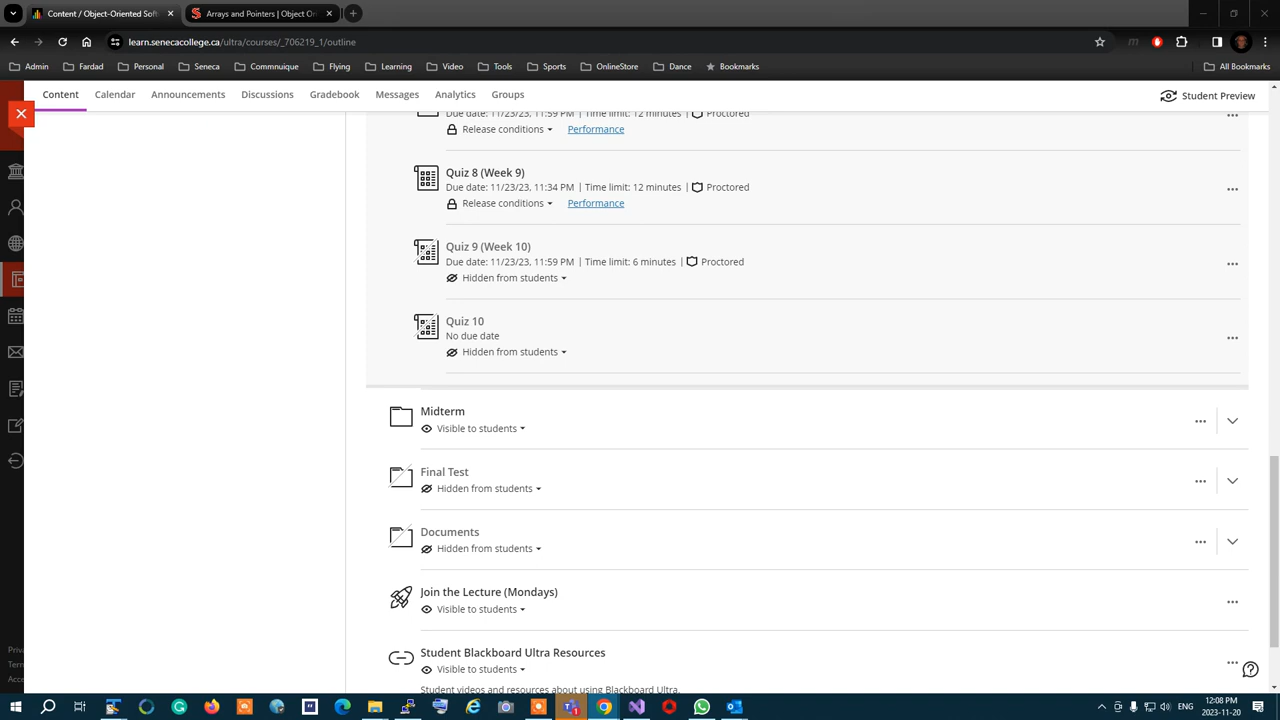 Content / Object-Oriented Sof
Arrays and Pointers | Object Or
learn.senecacollege.ca/ultra/courses/_706219_1/outline
Admin
Fardad
Personal
Seneca
Commnuique
Flying
Learning
Video
Tools
Sports
OnlineStore
Dance
Bookmarks
All Bookmarks
Content
Calendar
Announcements
Discussions
Gradebook
Messages
Analytics
Groups
Student Preview
Due date: 11/23/23, 11:59 PM | Time limit: 12 minutes | Proctored
Release conditions
Performance
Quiz 8 (Week 9)
Due date: 11/23/23, 11:34 PM | Time limit: 12 minutes | Proctored
Release conditions
Performance
Quiz 9 (Week 10)
Due date: 11/23/23, 11:59 PM | Time limit: 6 minutes | Proctored
Hidden from students
Quiz 10
No due date
Hidden from students
Midterm
Visible to students
Final Test
Hidden from students
Documents
Hidden from students
Join the Lecture (Mondays)
Visible to students
Student Blackboard Ultra Resources
Visible to students
Student videos and resources about using Blackboard Ultra.
Priva
Term
Acce
ENG
12:08 PM
2023-11-20